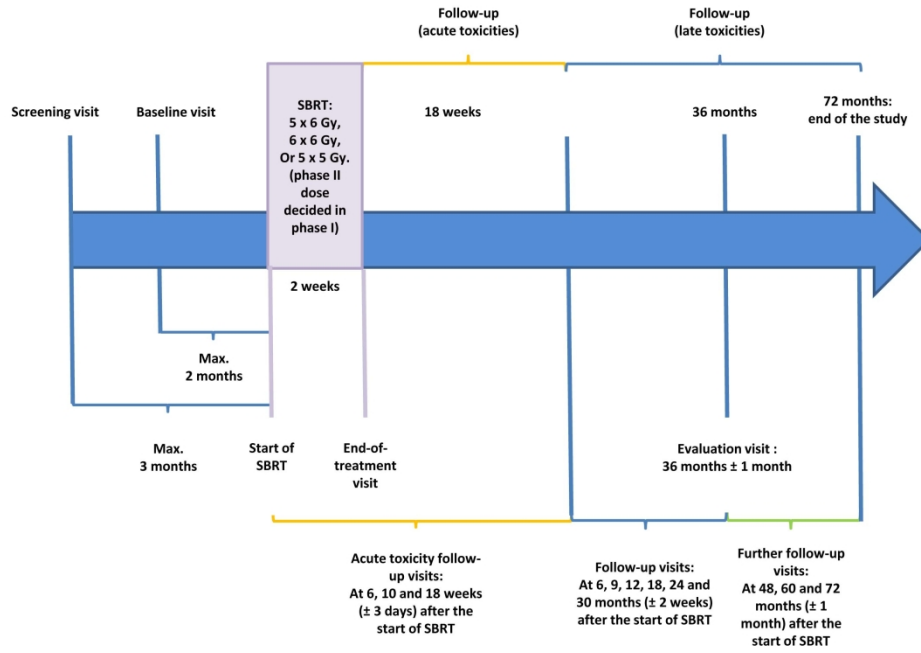 Follow-up
(acute toxicities)
Follow-up
(late toxicities)
Screening visit
Baseline visit
SBRT:
5 x 6 Gy,
6 x 6 Gy,
Or 5 x 5 Gy.
(phase II
dose
decided in
phase I)
18 weeks
36 months
72 months:
end of the study
2 weeks
Max.
2 months
Max.
3 months
Start of
SBRT
End-of-
treatment
visit
Evaluation visit :
36 months ± 1 month
Acute toxicity follow-
up visits:
At 6, 10 and 18 weeks
(± 3 days) after the
start of SBRT
Follow-up visits:
At 6, 9, 12, 18, 24 and
30 months (± 2 weeks)
after the start of SBRT
Further follow-up
visits:
At 48, 60 and 72
months (± 1
month) after the
start of SBRT